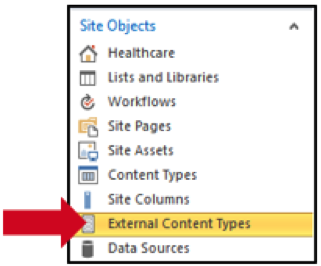 Site Objects
Healthcare
Lists and Libraries
Workflows
Site Pages
Site Assets
Content Types
Site Columns
External Content Types
Data Sources